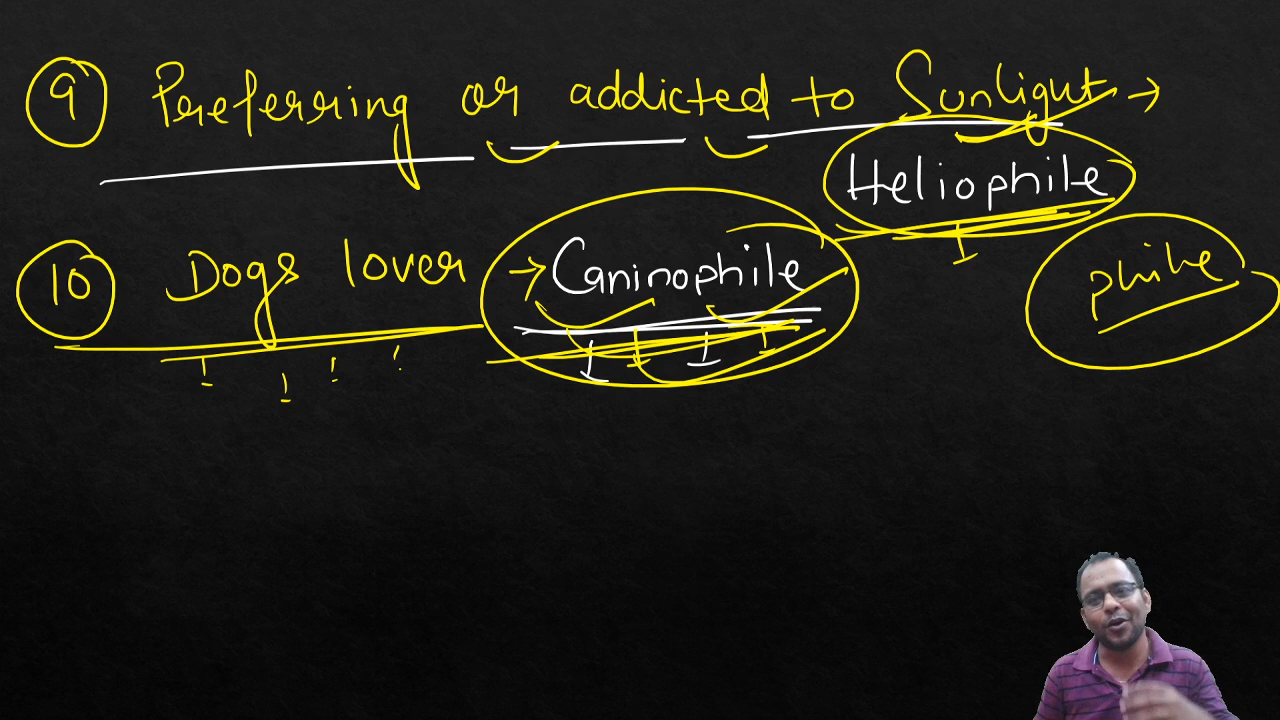 9 Preferring or addicted to Sunlight →
Heliophile
10 Dogs lover → Caninophile
phile